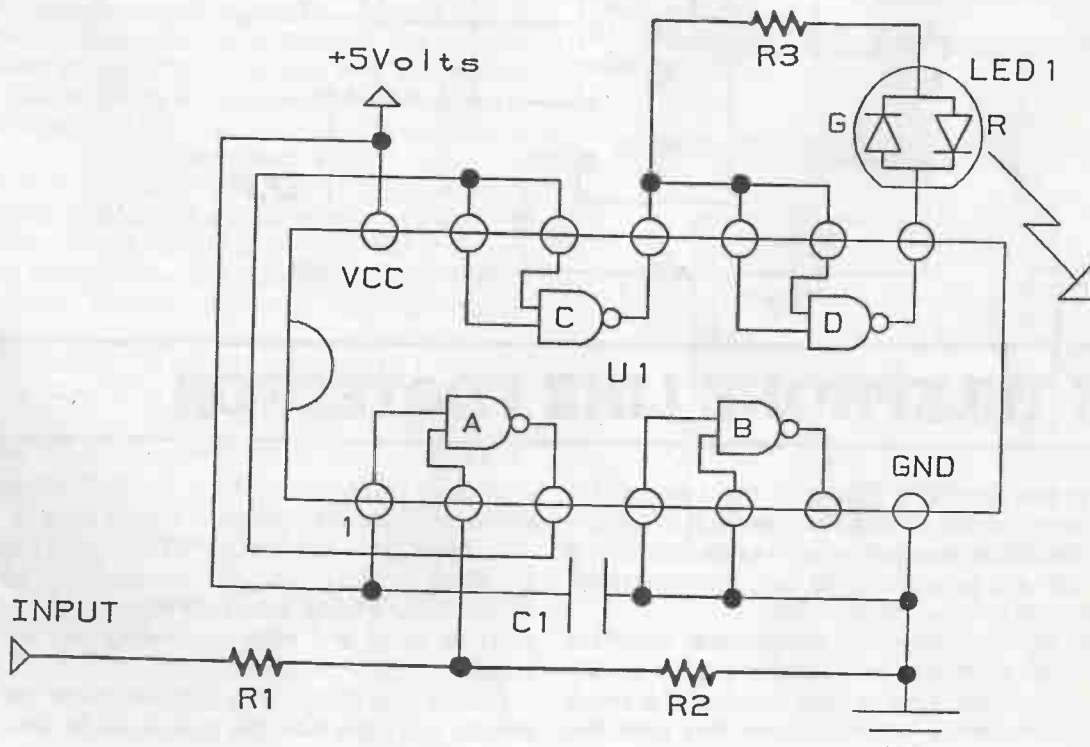 +5Volts
R3
LED1
G
R
VCC
C
D
U1
A
B
GND
1
C1
INPUT
R1
R2